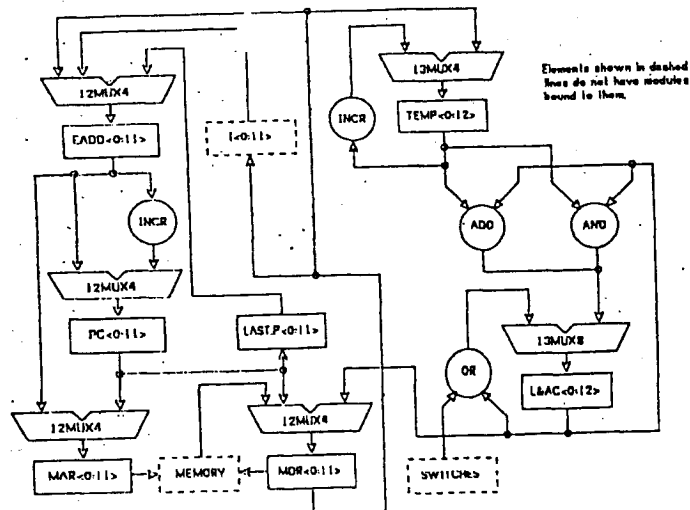 12MUX4
EADD<0:11>
INCR
12MUX4
PC<0:11>
12MUX4
MAR<0:11>
MEMORY
I<0:11>
LAST.P<0:11>
12MUX4
MDR<0:11>
13MUX4
TEMP<0:12>
INCR
ADD
AND
13MUX8
L&AC<0:12>
OR
SWITCHES
Elements shown in dashed
lines do not have modules
bound to them.